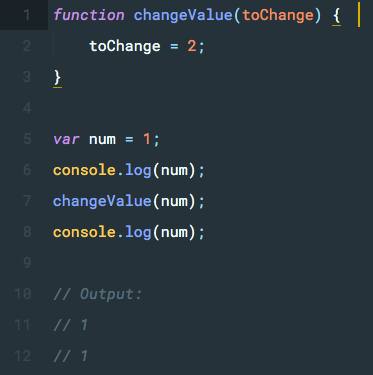 1 function changeValue(toChange) {
2 toChange = 2;
3 }
4
5 var num = 1;
6 console.log(num);
7 changeValue(num);
8 console.log(num);
9
10 // Output:
11 // 1
12 // 1